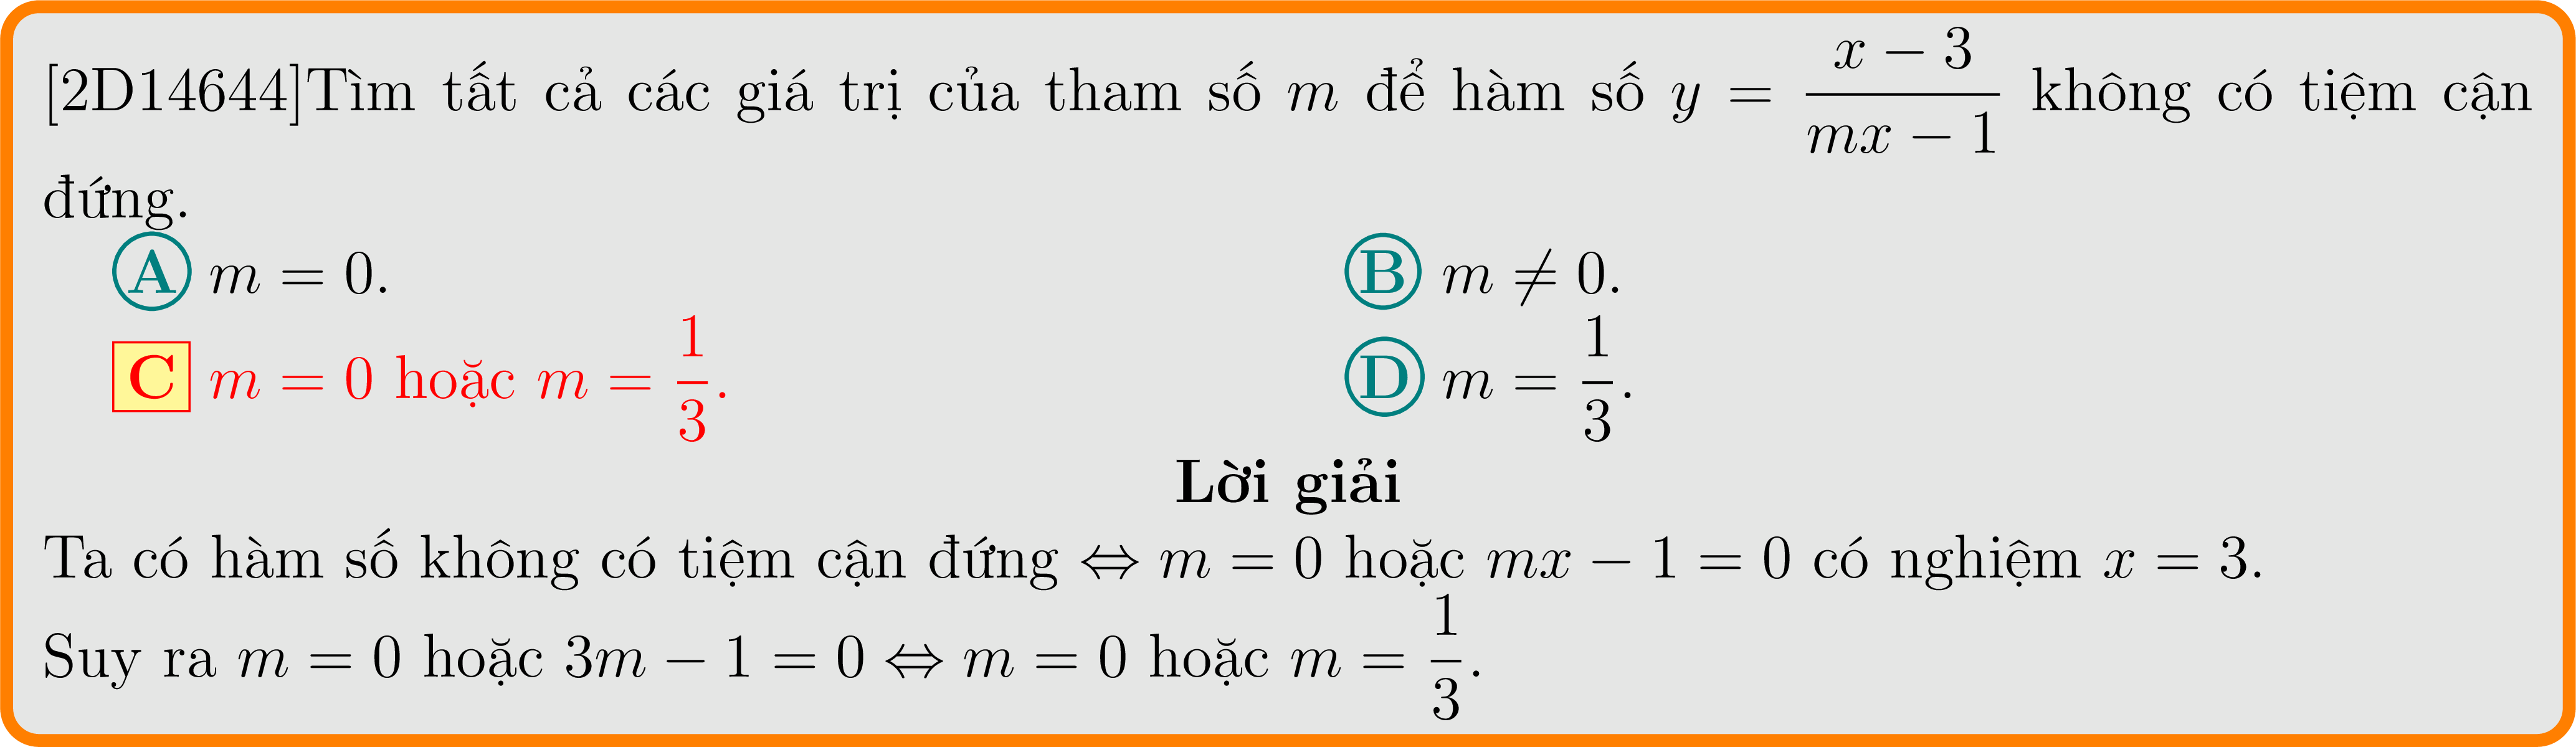 [2D14644]Tìm tất cả các giá trị của tham số m để hàm số y = \frac{x − 3}{mx − 1} không có tiệm cận
đứng.
A m = 0. B m ≠ 0.
C m = 0 hoặc m = \frac{1}{3}. D m = \frac{1}{3}.
Lời giải
Ta có hàm số không có tiệm cận đứng ⇔ m = 0 hoặc mx − 1 = 0 có nghiệm x = 3.
Suy ra m = 0 hoặc 3m − 1 = 0 ⇔ m = 0 hoặc m = \frac{1}{3}.